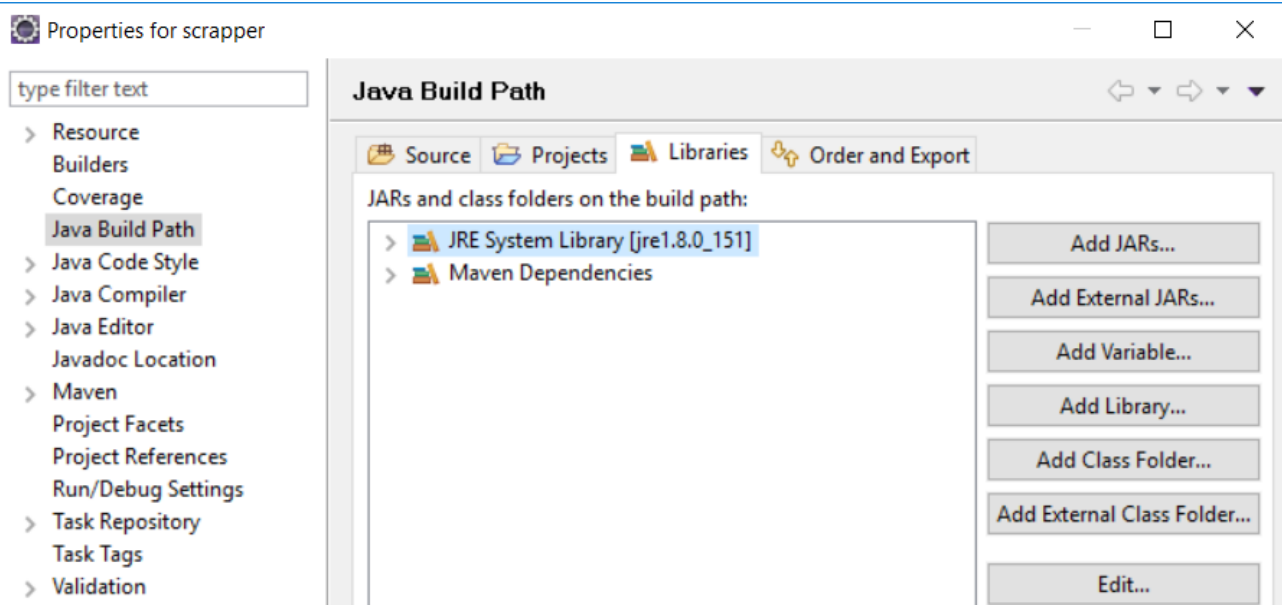 Properties for scrapper
type filter text
Resource
Builders
Coverage
Java Build Path
Java Code Style
Java Compiler
Java Editor
Javadoc Location
Maven
Project Facets
Project References
Run/Debug Settings
Task Repository
Task Tags
Validation
Java Build Path
Source Projects Libraries Order and Export
JARs and class folders on the build path:
JRE System Library [jre1.8.0_151]
Maven Dependencies
Add JARs...
Add External JARs...
Add Variable...
Add Library...
Add Class Folder...
Add External Class Folder...
Edit...